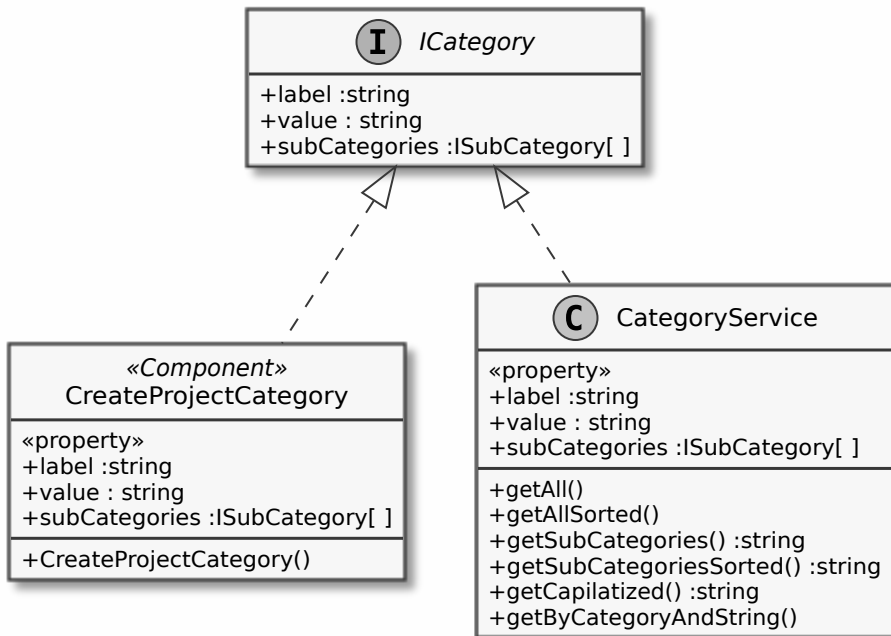 I ICategory
+label :string
+value : string
+subCategories :ISubCategory[ ]
«Component»
CreateProjectCategory
«property»
+label :string
+value : string
+subCategories :ISubCategory[ ]
+CreateProjectCategory()
C CategoryService
«property»
+label :string
+value : string
+subCategories :ISubCategory[ ]
+getAll()
+getAllSorted()
+getSubCategories() :string
+getSubCategoriesSorted() :string
+getCapilatized() :string
+getByCategoryAndString()